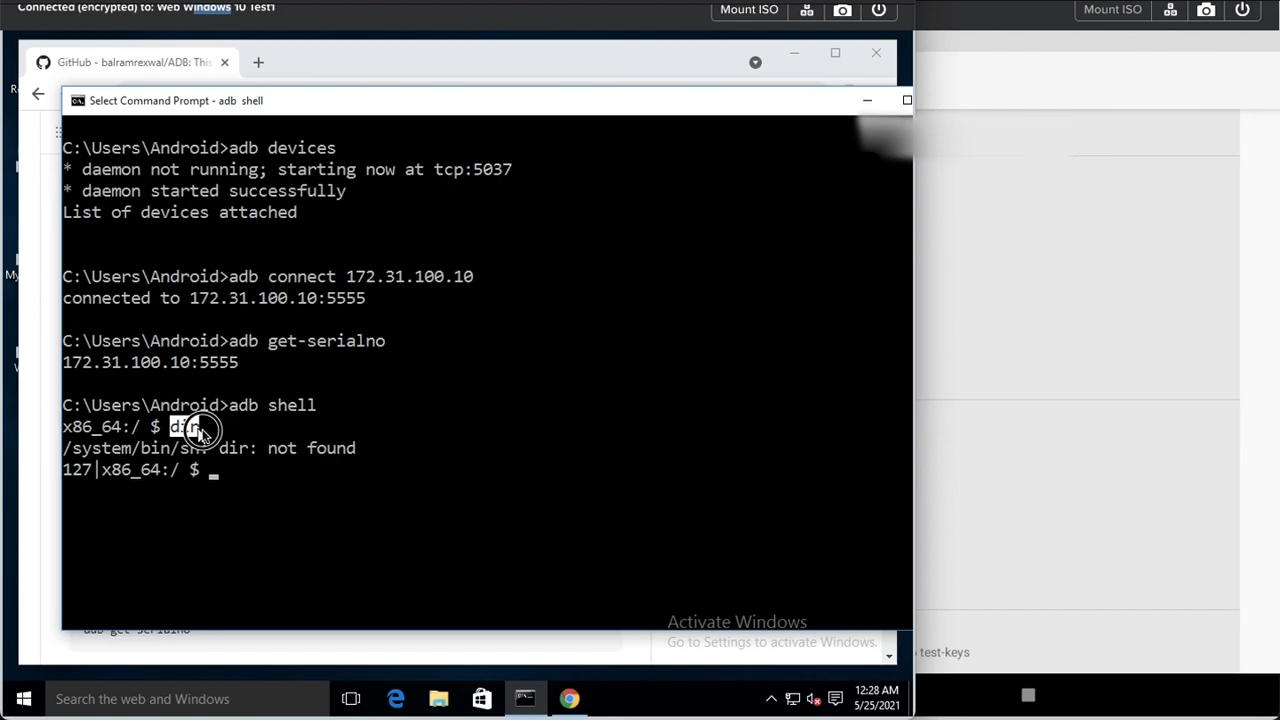 Connected (encrypted) to: Web Windows 10 Test1
Mount ISO
Mount ISO
GitHub - balramrexwal/ADB: This
Select Command Prompt - adb shell
C:\Users\Android>adb devices
* daemon not running; starting now at tcp:5037
* daemon started successfully
List of devices attached
C:\Users\Android>adb connect 172.31.100.10
connected to 172.31.100.10:5555
C:\Users\Android>adb get-serialno
172.31.100.10:5555
C:\Users\Android>adb shell
x86_64:/ $ dir
/system/bin/sh: dir: not found
127|x86_64:/ $
Activate Windows
Go to Settings to activate Windows.
adb get-serialno
test-keys
Search the web and Windows
12:28 AM
5/25/2021